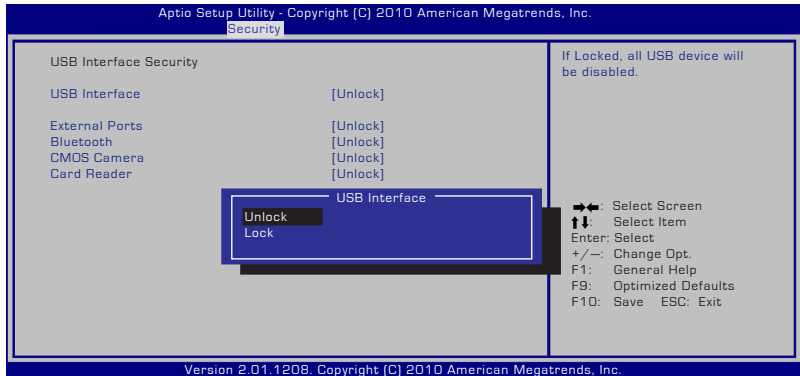 Aptio Setup Utility - Copyright (C) 2010 American Megatrends, Inc.
Security
USB Interface Security
USB Interface [Unlock]
External Ports [Unlock]
Bluetooth [Unlock]
CMOS Camera [Unlock]
Card Reader [Unlock]
USB Interface
Unlock
Lock
If Locked, all USB device will
be disabled.
→←: Select Screen
↑↓: Select Item
Enter: Select
+/—: Change Opt.
F1: General Help
F9: Optimized Defaults
F10: Save ESC: Exit
Version 2.01.1208. Copyright (C) 2010 American Megatrends, Inc.